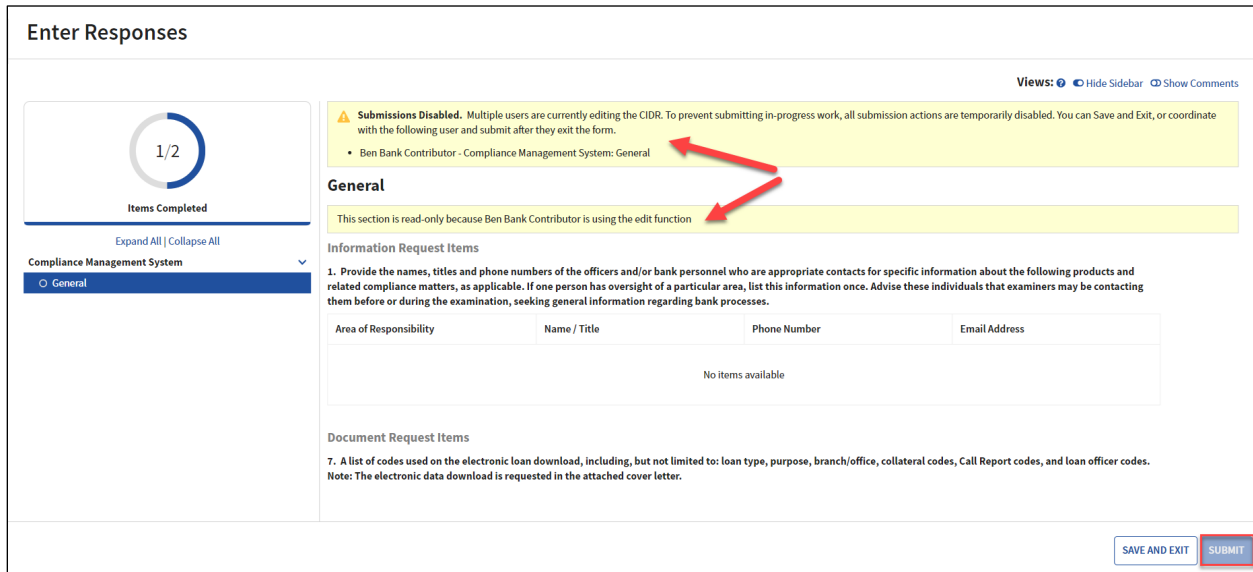 Enter Responses
Views: Hide Sidebar Show Comments
1/2
Items Completed
Expand All | Collapse All
Compliance Management System
General
Submissions Disabled. Multiple users are currently editing the CIDR. To prevent submitting in-progress work, all submission actions are temporarily disabled. You can Save and Exit, or coordinate
with the following user and submit after they exit the form.
• Ben Bank Contributor - Compliance Management System: General
General
This section is read-only because Ben Bank Contributor is using the edit function
Information Request Items
1. Provide the names, titles and phone numbers of the officers and/or bank personnel who are appropriate contacts for specific information about the following products and
related compliance matters, as applicable. If one person has oversight of a particular area, list this information once. Advise these individuals that examiners may be contacting
them before or during the examination, seeking general information regarding bank processes.
Area of Responsibility Name / Title Phone Number Email Address
No items available
Document Request Items
7. A list of codes used on the electronic loan download, including, but not limited to: loan type, purpose, branch/office, collateral codes, Call Report codes, and loan officer codes.
Note: The electronic data download is requested in the attached cover letter.
SAVE AND EXIT SUBMIT